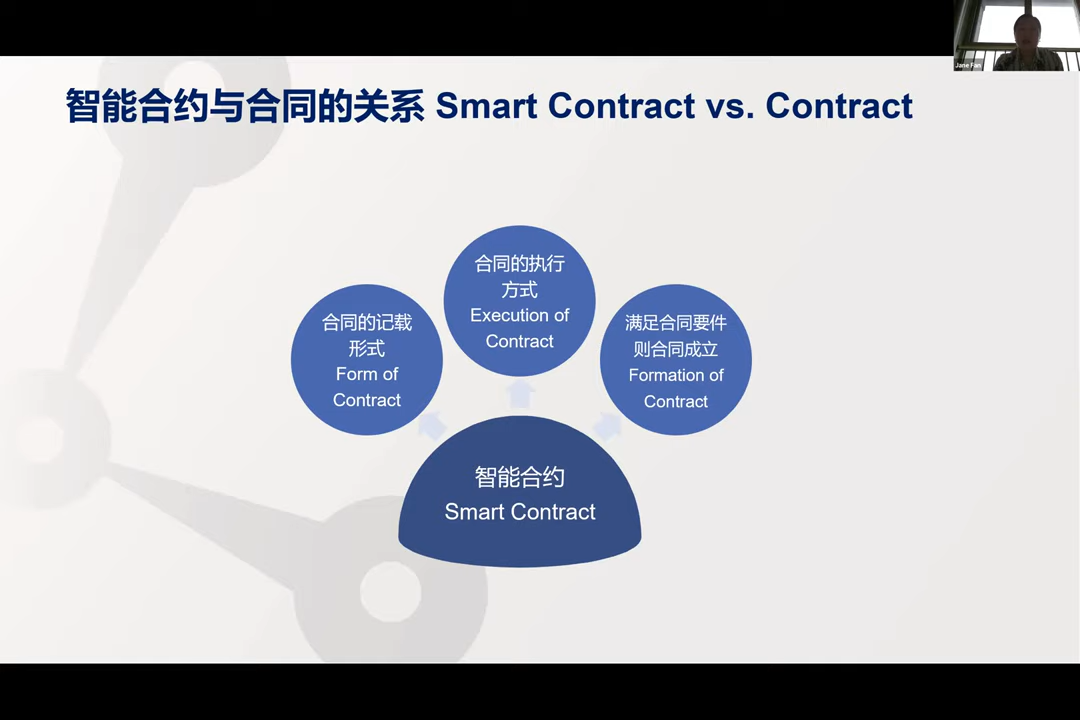 Jane Fan
智能合约与合同的关系 Smart Contract vs. Contract
合同的记载
形式
Form of
Contract
合同的执行
方式
Execution of
Contract
满足合同要件
则合同成立
Formation of
Contract
智能合约
Smart Contract